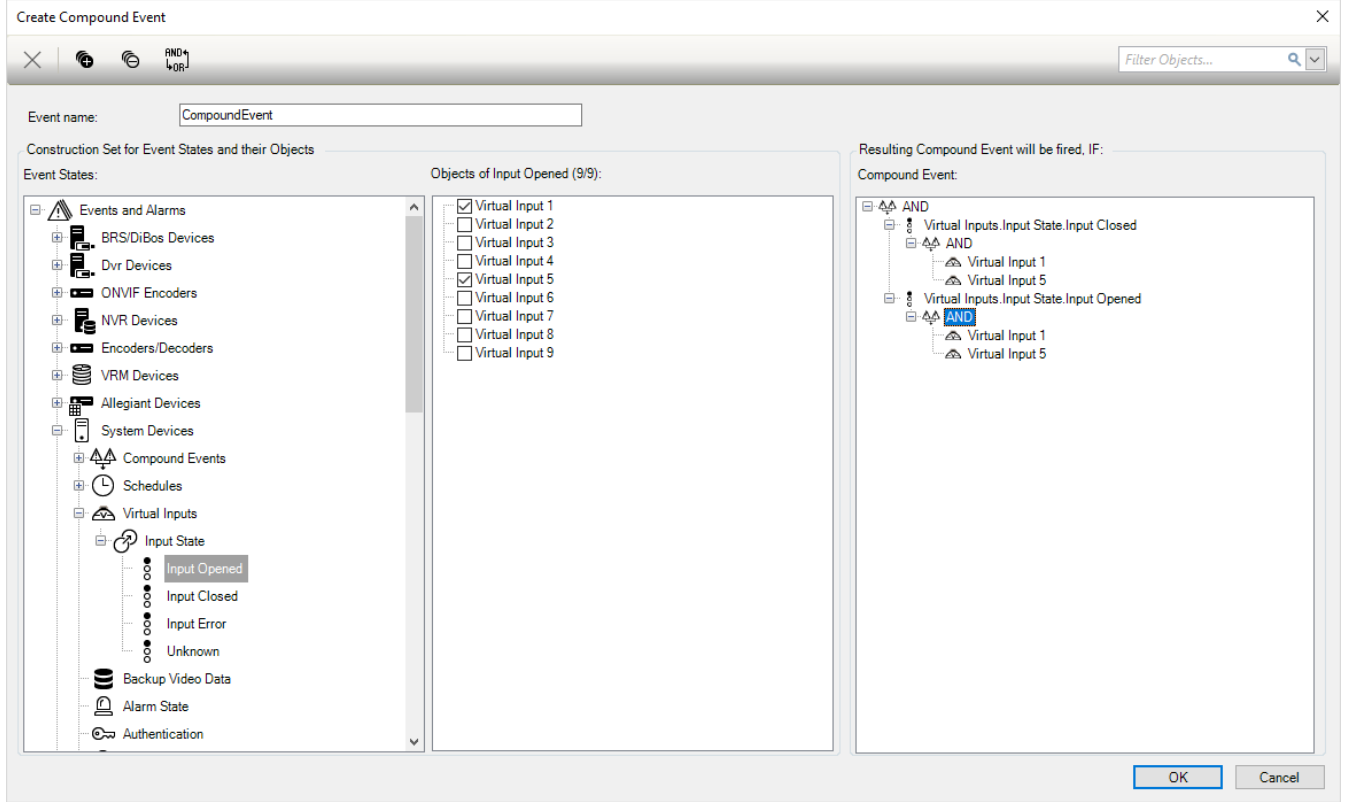 Create Compound Event
AND
OR
Filter Objects...
Event name:
CompoundEvent
Construction Set for Event States and their Objects
Event States:
Events and Alarms
BRS/DiBos Devices
Dvr Devices
ONVIF Encoders
NVR Devices
Encoders/Decoders
VRM Devices
Allegiant Devices
System Devices
Compound Events
Schedules
Virtual Inputs
Input State
Input Opened
Input Closed
Input Error
Unknown
Backup Video Data
Alarm State
Authentication
Objects of Input Opened (9/9):
Virtual Input 1
Virtual Input 2
Virtual Input 3
Virtual Input 4
Virtual Input 5
Virtual Input 6
Virtual Input 7
Virtual Input 8
Virtual Input 9
Resulting Compound Event will be fired, IF:
Compound Event:
AND
Virtual Inputs.Input State.Input Closed
AND
Virtual Input 1
Virtual Input 5
Virtual Inputs.Input State.Input Opened
AND
Virtual Input 1
Virtual Input 5
OK
Cancel